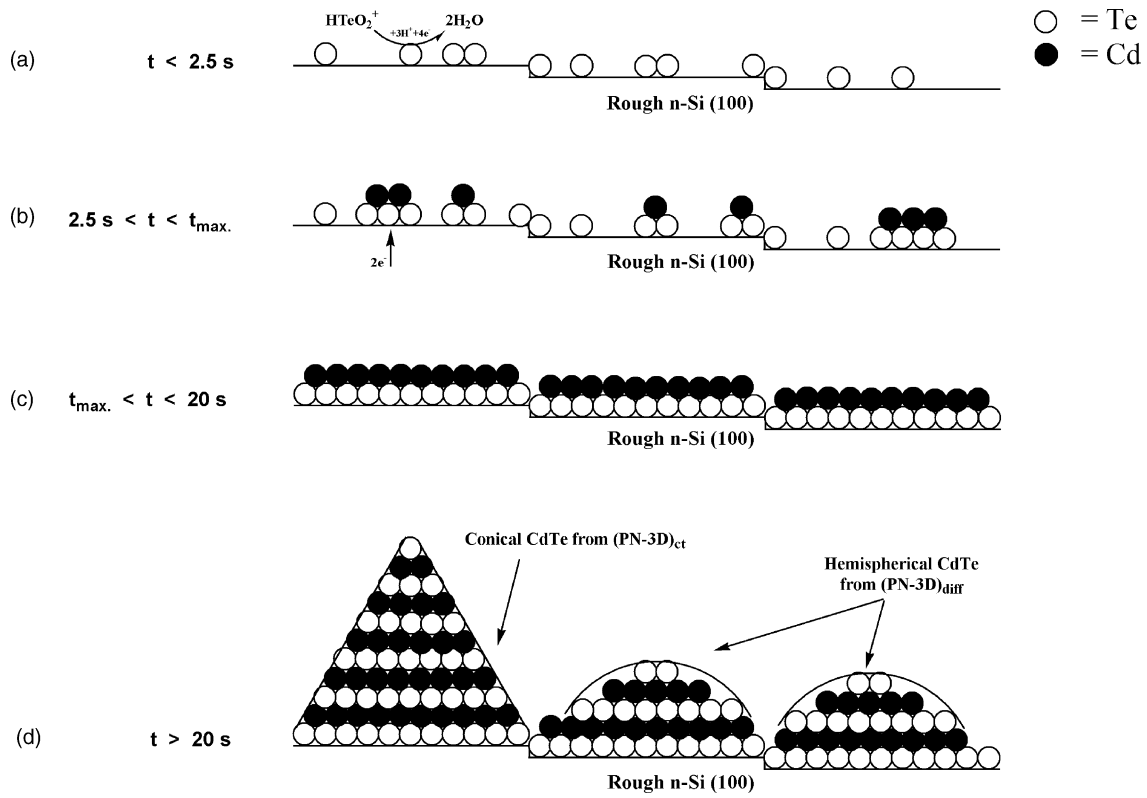 HTeO₂⁺ 2H₂O
+3H⁺+4e⁻
= Te
= Cd
(a) t < 2.5 s
Rough n-Si (100)
(b) 2.5 s < t < tmax.
2e⁻
Rough n-Si (100)
(c) tmax. < t < 20 s
Rough n-Si (100)
Conical CdTe from (PN-3D)ct
Hemispherical CdTe
from (PN-3D)diff
(d) t > 20 s
Rough n-Si (100)